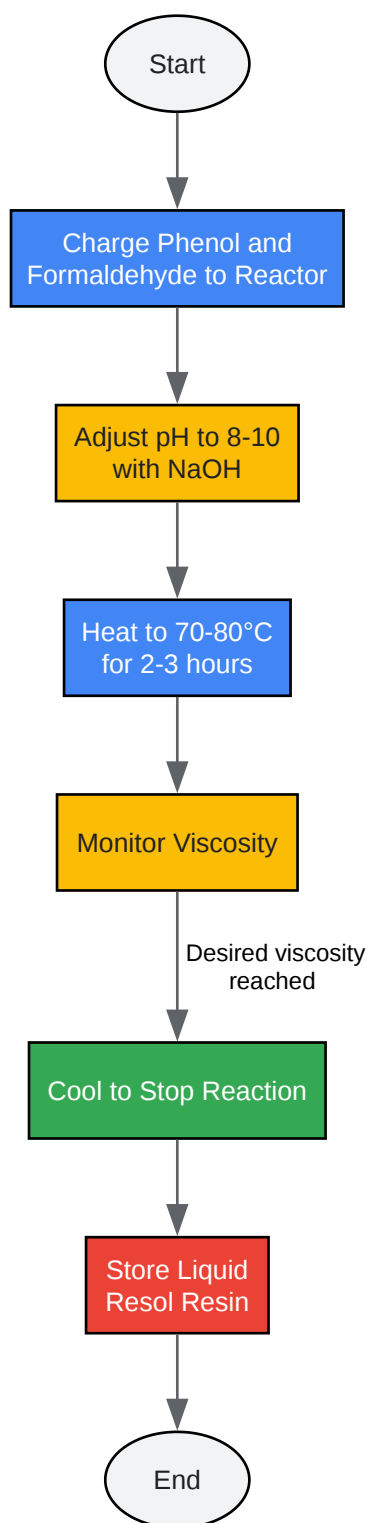 Start
Charge Phenol and
Formaldehyde to Reactor
Adjust pH to 8-10
with NaOH
Heat to 70-80°C
for 2-3 hours
Monitor Viscosity
Desired viscosity
reached
Cool to Stop Reaction
Store Liquid
Resol Resin
End